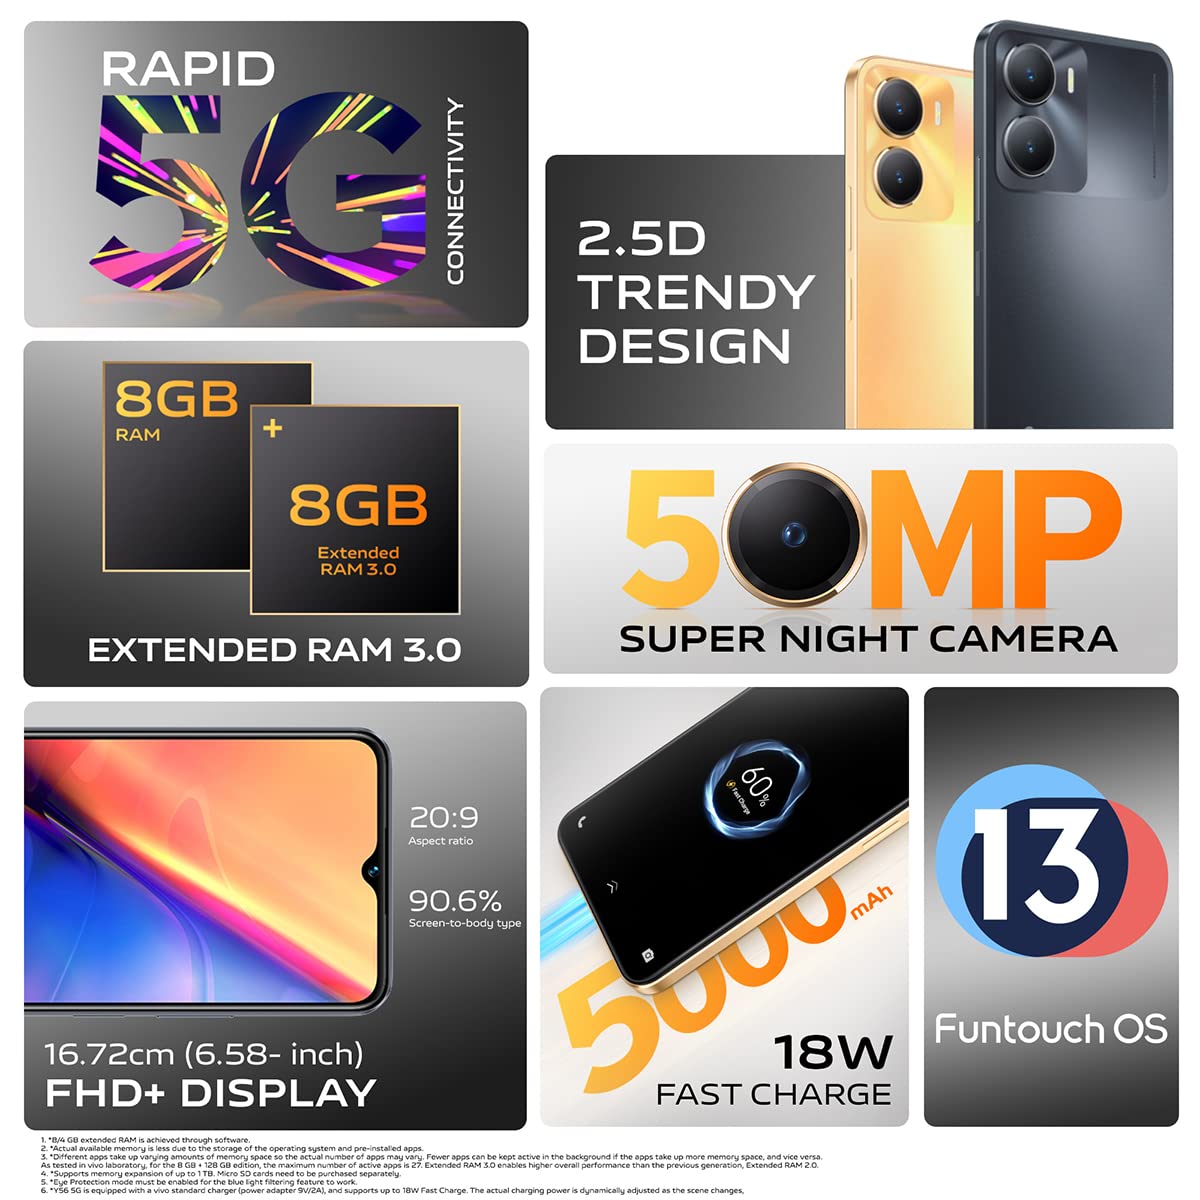 RAPID
5G
CONNECTIVITY
2.5D
TRENDY
DESIGN
8GB
RAM
+
8GB
Extended
RAM 3.0
EXTENDED RAM 3.0
50MP
SUPER NIGHT CAMERA
20:9
Aspect ratio
90.6%
Screen-to-body type
16.72cm (6.58- inch)
FHD+ DISPLAY
60%
Fast Charge
5000mAh
18W
FAST CHARGE
13
Funtouch OS
1. *8/4 GB extended RAM is achieved through software.
2. *Actual available memory is less due to the storage of the operating system and pre-installed apps.
3. *Different apps take up varying amounts of memory space so the actual number of apps may vary. Fewer apps can be kept active in the background if the apps take up more memory space, and vice versa.
As tested in vivo laboratory, for the 8 GB + 128 GB edition, the maximum number of active apps is 27. Extended RAM 3.0 enables higher overall performance than the previous generation, Extended RAM 2.0.
4. *Supports memory expansion of up to 1 TB. Micro SD cards need to be purchased separately.
5. *Eye Protection mode must be enabled for the blue light filtering feature to work.
6. *Y56 5G is equipped with a vivo standard charger (power adapter 9V/2A), and supports up to 18W Fast Charge. The actual charging power is dynamically adjusted as the scene changes,